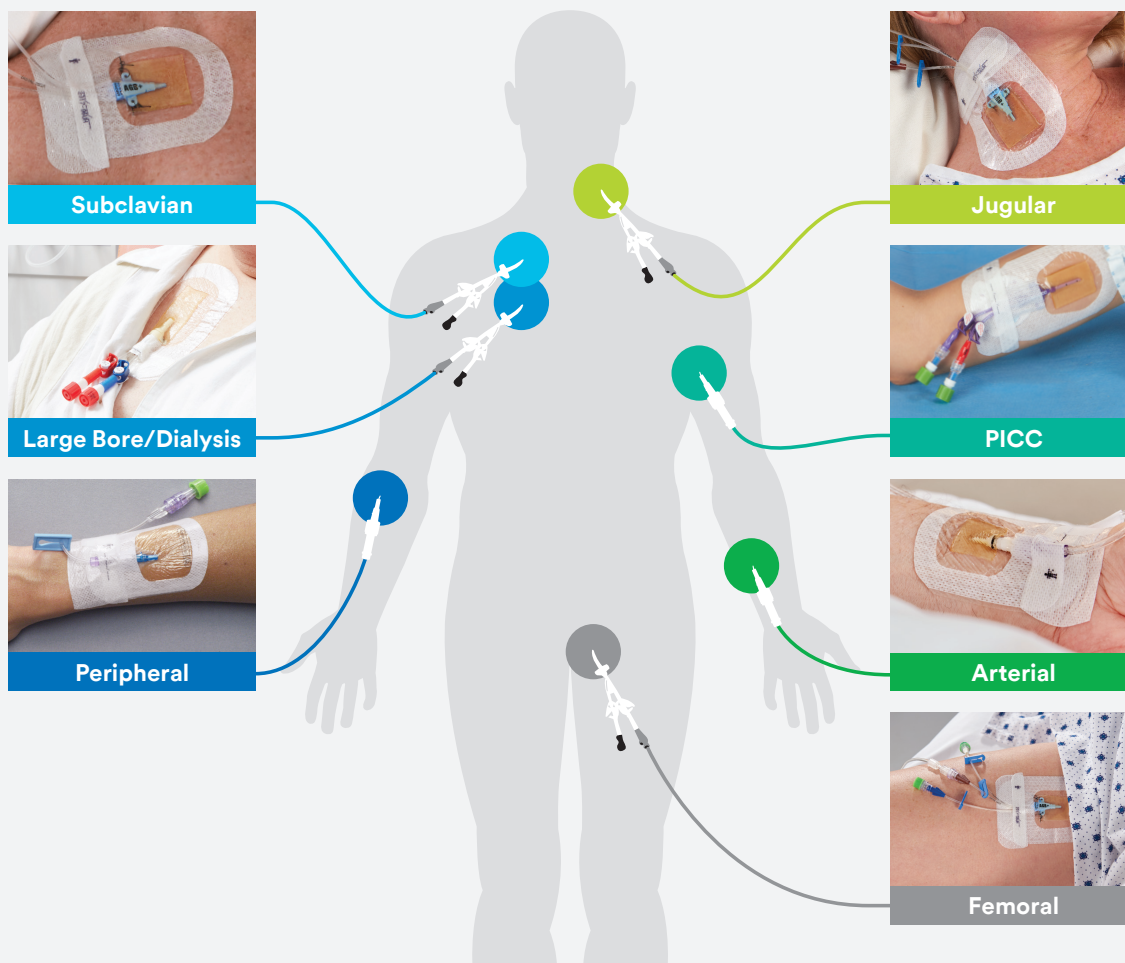 Subclavian
Jugular
Large Bore/Dialysis
PICC
Peripheral
Arterial
Femoral